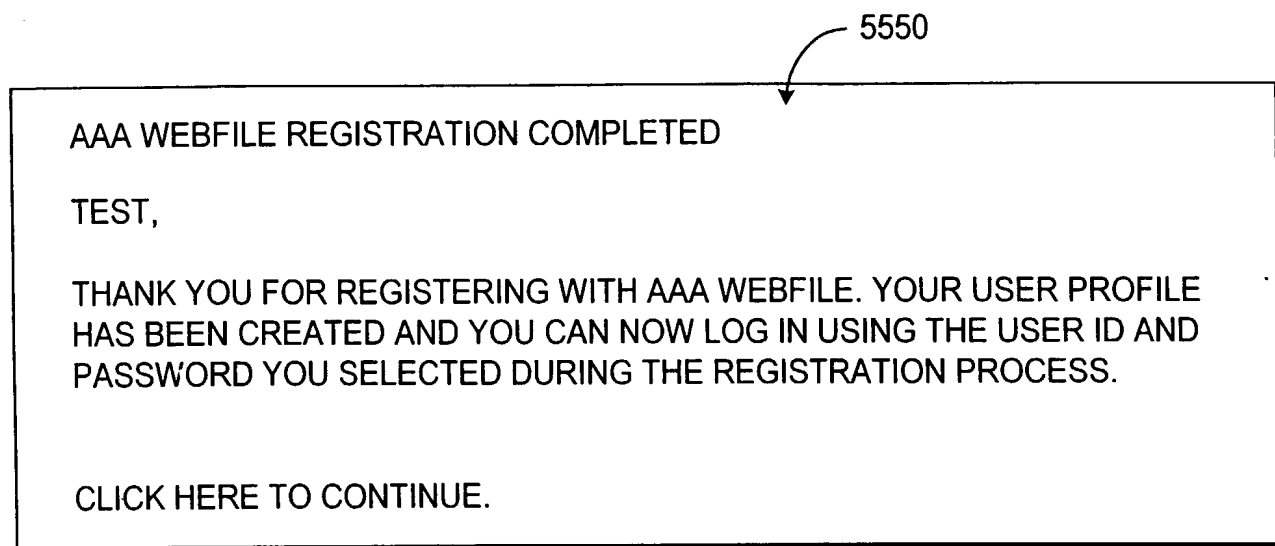 5550
AAA WEBFILE REGISTRATION COMPLETED
TEST,
THANK YOU FOR REGISTERING WITH AAA WEBFILE. YOUR USER PROFILE
HAS BEEN CREATED AND YOU CAN NOW LOG IN USING THE USER ID AND
PASSWORD YOU SELECTED DURING THE REGISTRATION PROCESS.
CLICK HERE TO CONTINUE.